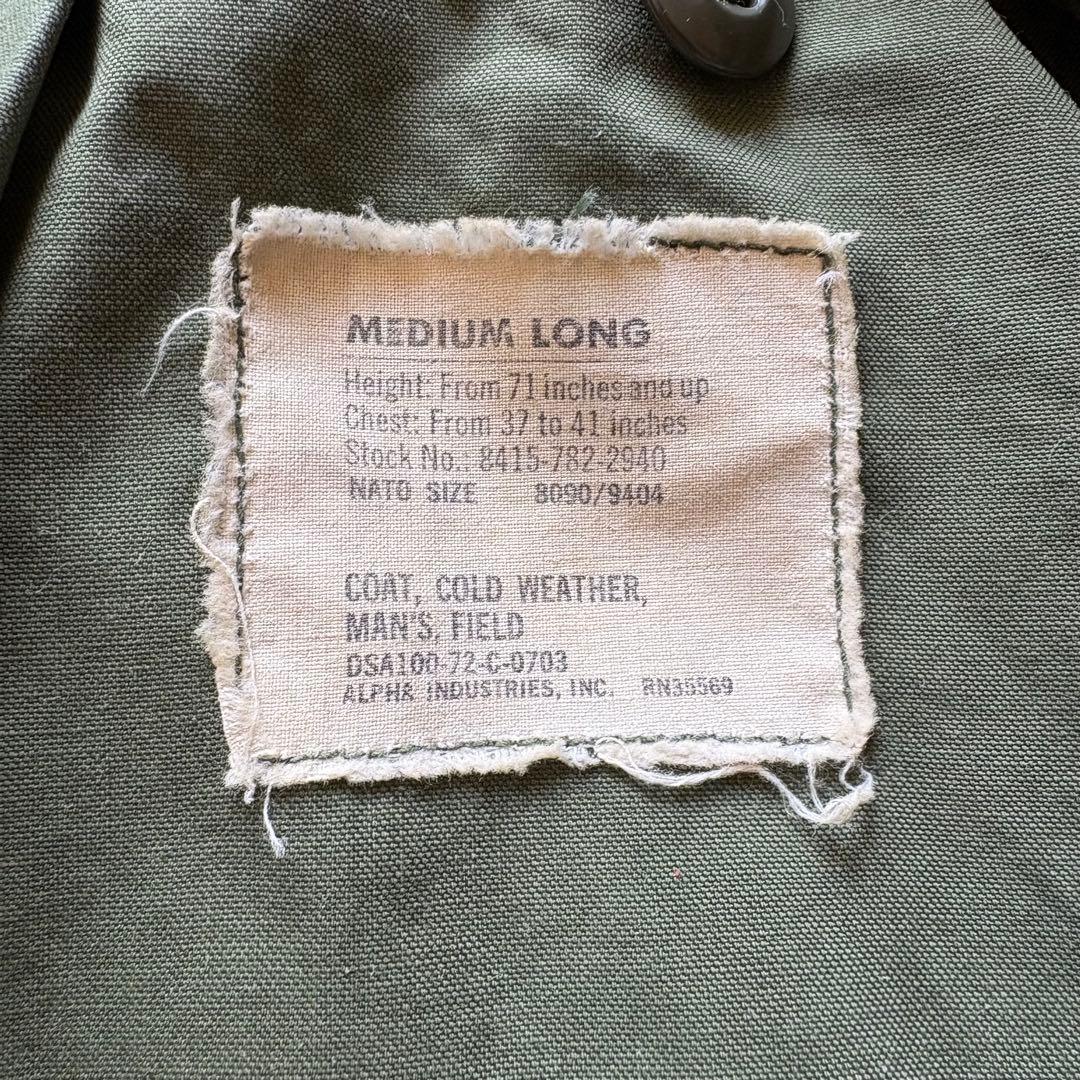 MEDIUM LONG
Height: From 71 inches and up
Chest: From 37 to 41 inches
Stock No.: 8415-782-2940
NATO SIZE 8090/9404
COAT, COLD WEATHER,
MAN'S, FIELD
DSA100-72-C-0703
ALPHA INDUSTRIES, INC. RN35569